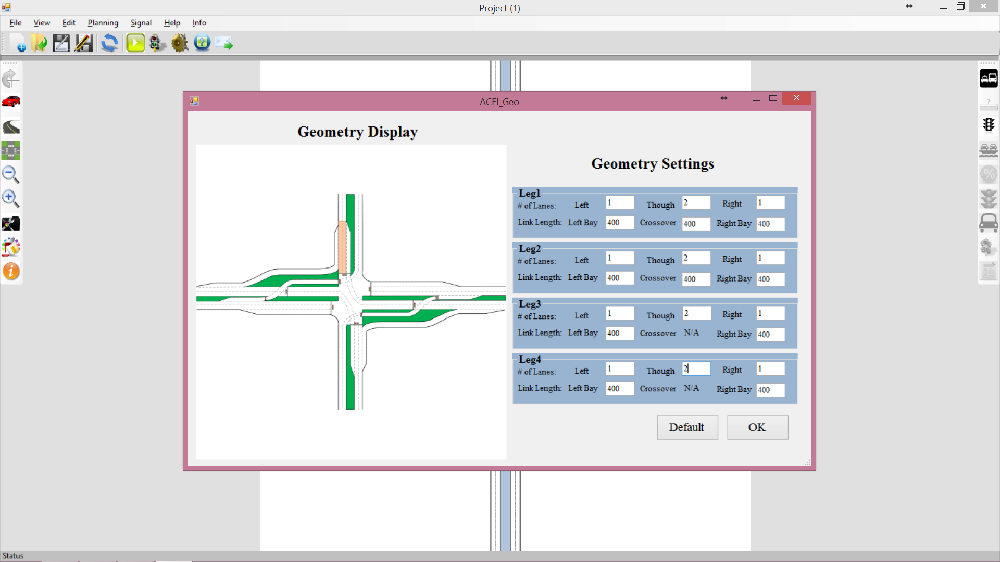 Project (1)
File View Edit Planning Signal Help Info
ACFI_Geo
Geometry Display
Geometry Settings
Leg1
# of Lanes: Left 1 Though 2 Right 1
Link Length: Left Bay 400 Crossover 400 Right Bay 400
Leg2
# of Lanes: Left 1 Though 2 Right 1
Link Length: Left Bay 400 Crossover 400 Right Bay 400
Leg3
# of Lanes: Left 1 Though 2 Right 1
Link Length: Left Bay 400 Crossover N/A Right Bay 400
Leg4
# of Lanes: Left 1 Though 2 Right 1
Link Length: Left Bay 400 Crossover N/A Right Bay 400
Default OK
Status